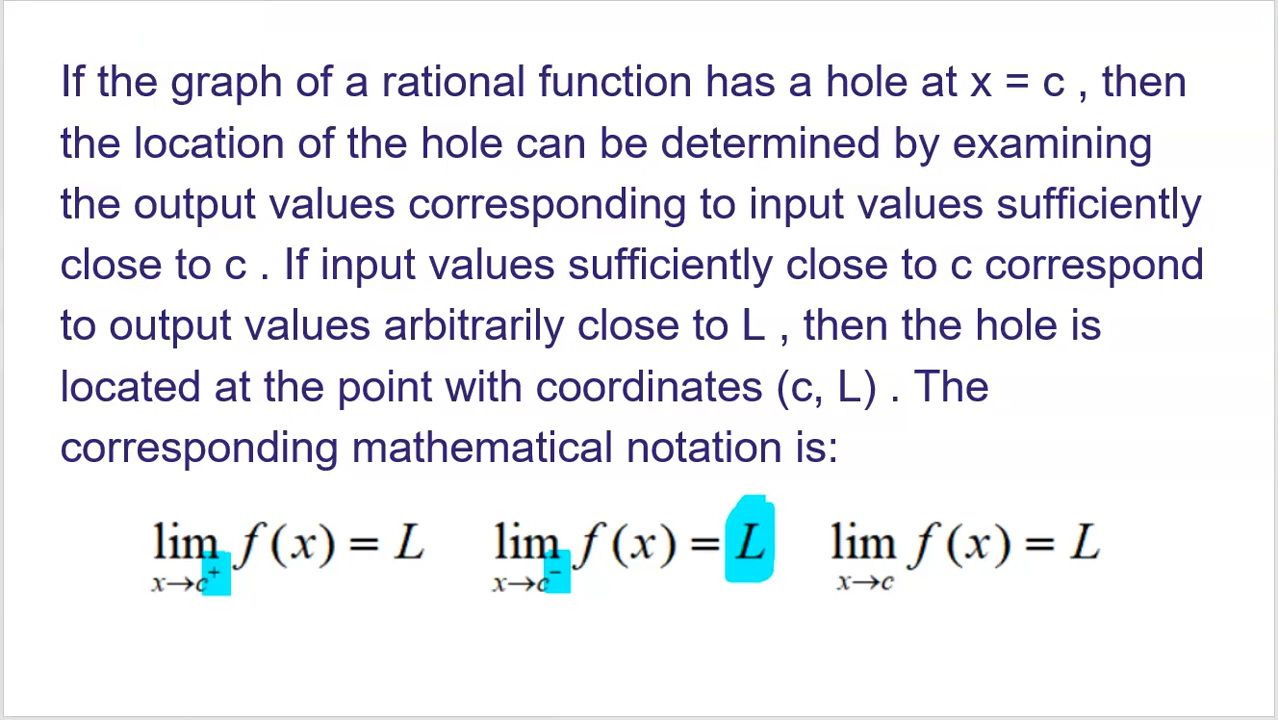 If the graph of a rational function has a hole at x = c , then
the location of the hole can be determined by examining
the output values corresponding to input values sufficiently
close to c . If input values sufficiently close to c correspond
to output values arbitrarily close to L , then the hole is
located at the point with coordinates (c, L) . The
corresponding mathematical notation is:
lim f(x) = L lim f(x) = L lim f(x) = L
x→c⁺ x→c⁻ x→c